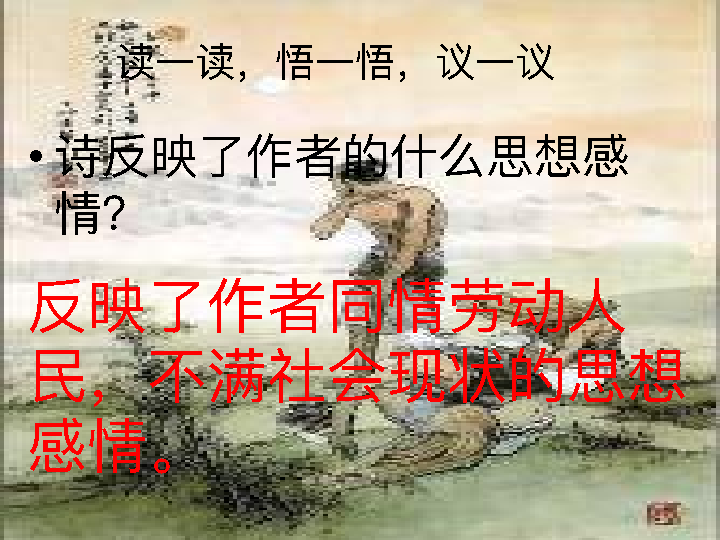 读一读，悟一悟，议一议
• 诗反映了作者的什么思想感
情？
反映了作者同情劳动人
民，不满社会现状的思想
感情。